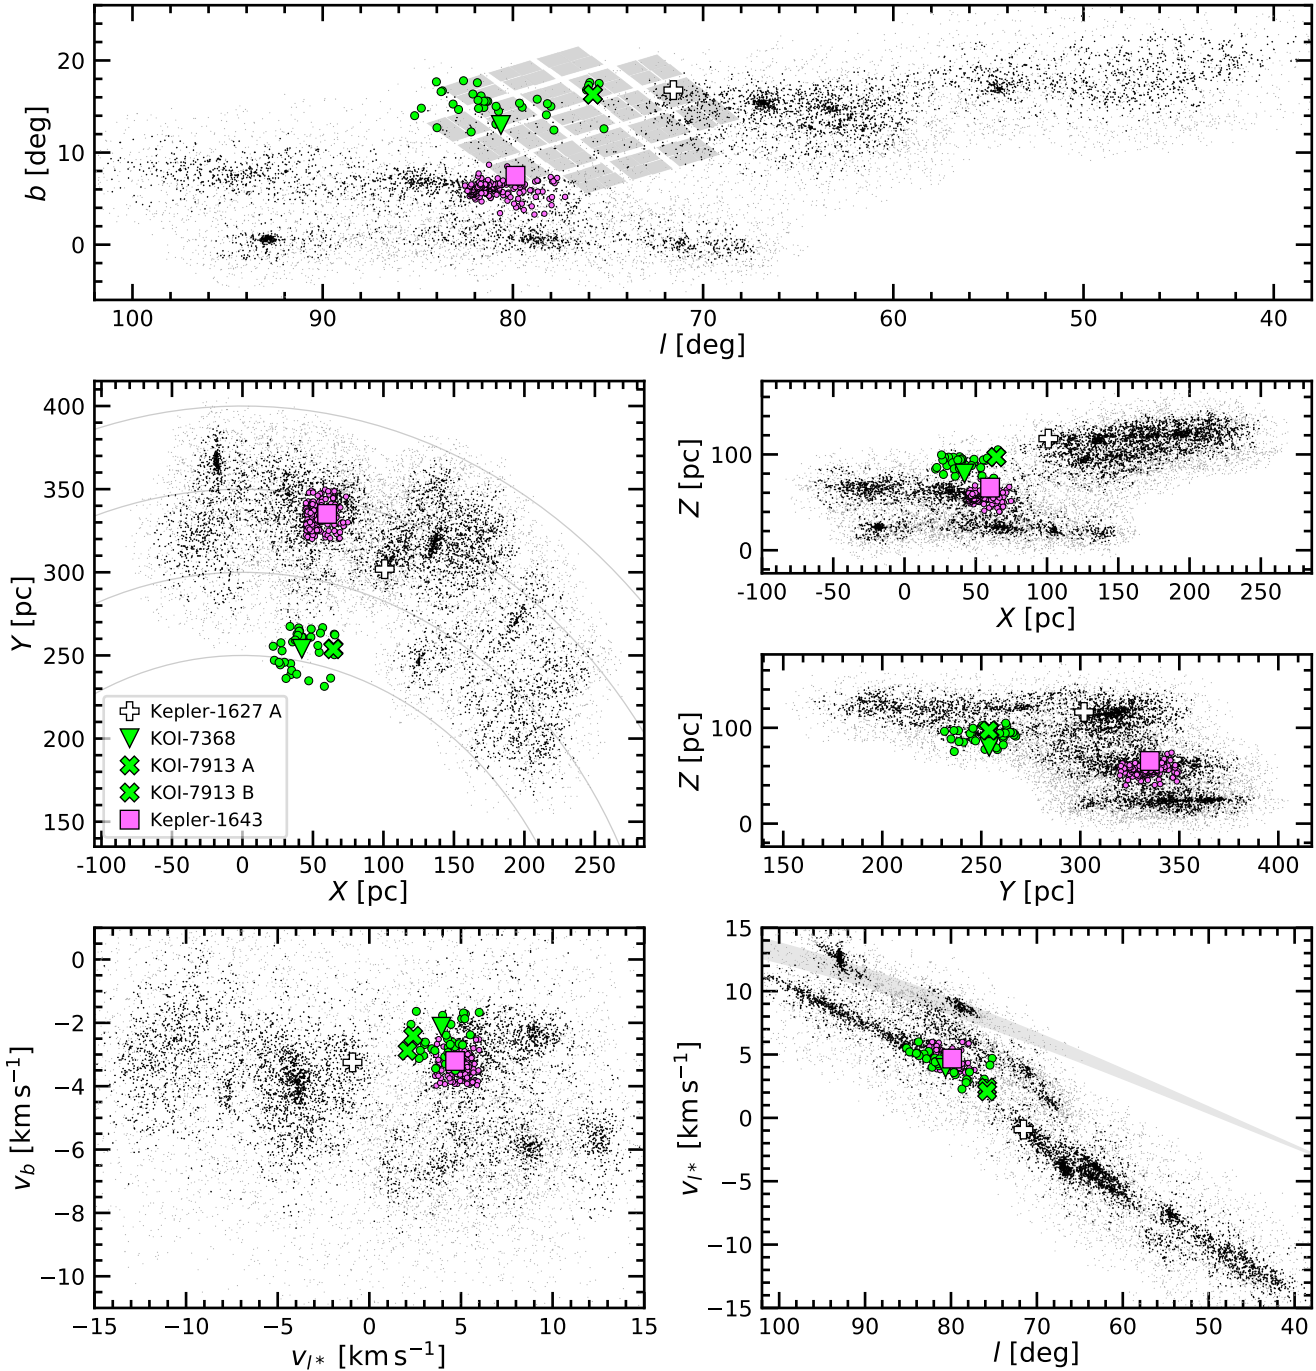 20
10
0
b [deg]
100 90 80 70 60 50 40
l [deg]
400
350
300
250
200
150
Y [pc]
Kepler-1627 A
KOI-7368
KOI-7913 A
KOI-7913 B
Kepler-1643
-100 -50 0 50 100 150 200 250
X [pc]
100
0
Z [pc]
-100 -50 0 50 100 150 200 250
X [pc]
100
0
Z [pc]
150 200 250 300 350 400
Y [pc]
0
−2
−4
−6
−8
−10
v_b [km s⁻¹]
−15 −10 −5 0 5 10 15
v_l* [km s⁻¹]
15
10
5
0
−5
−10
−15
v_l* [km s⁻¹]
100 90 80 70 60 50 40
l [deg]